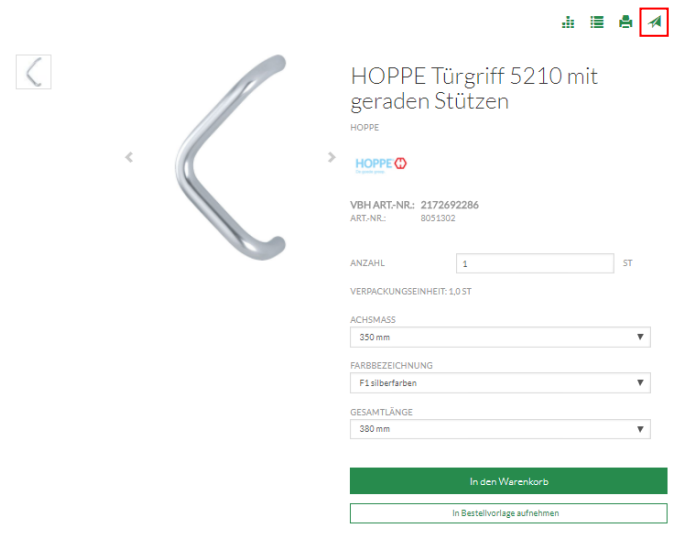 HOPPE Türgriff 5210 mit
geraden Stützen
HOPPE
HOPPE
VBH ART.-NR.: 2172692286
ART.-NR.: 8051302
ANZAHL 1 ST
VERPACKUNGSEINHEIT: 1,0 ST
ACHSMASS
350 mm
FARBBEZEICHNUNG
F1 silberfarben
GESAMTLÄNGE
380 mm
In den Warenkorb
In Bestellvorlage aufnehmen